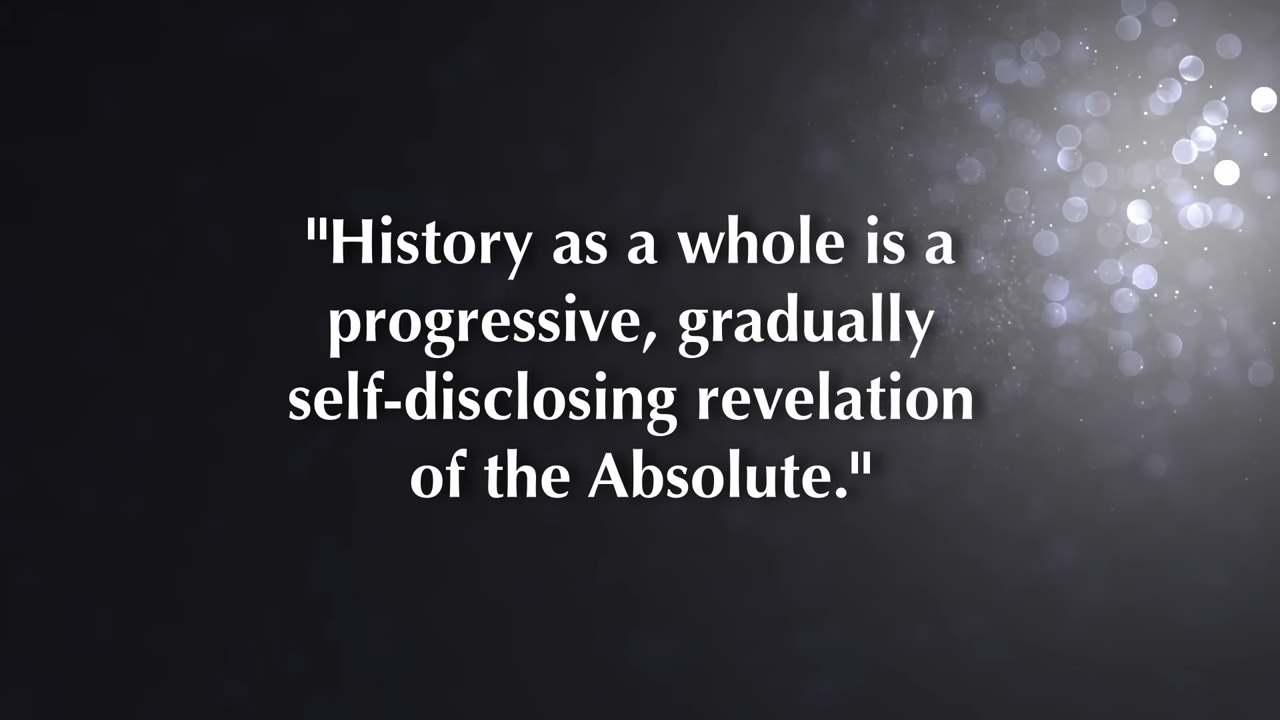 "History as a whole is a
progressive, gradually
self-disclosing revelation
of the Absolute."